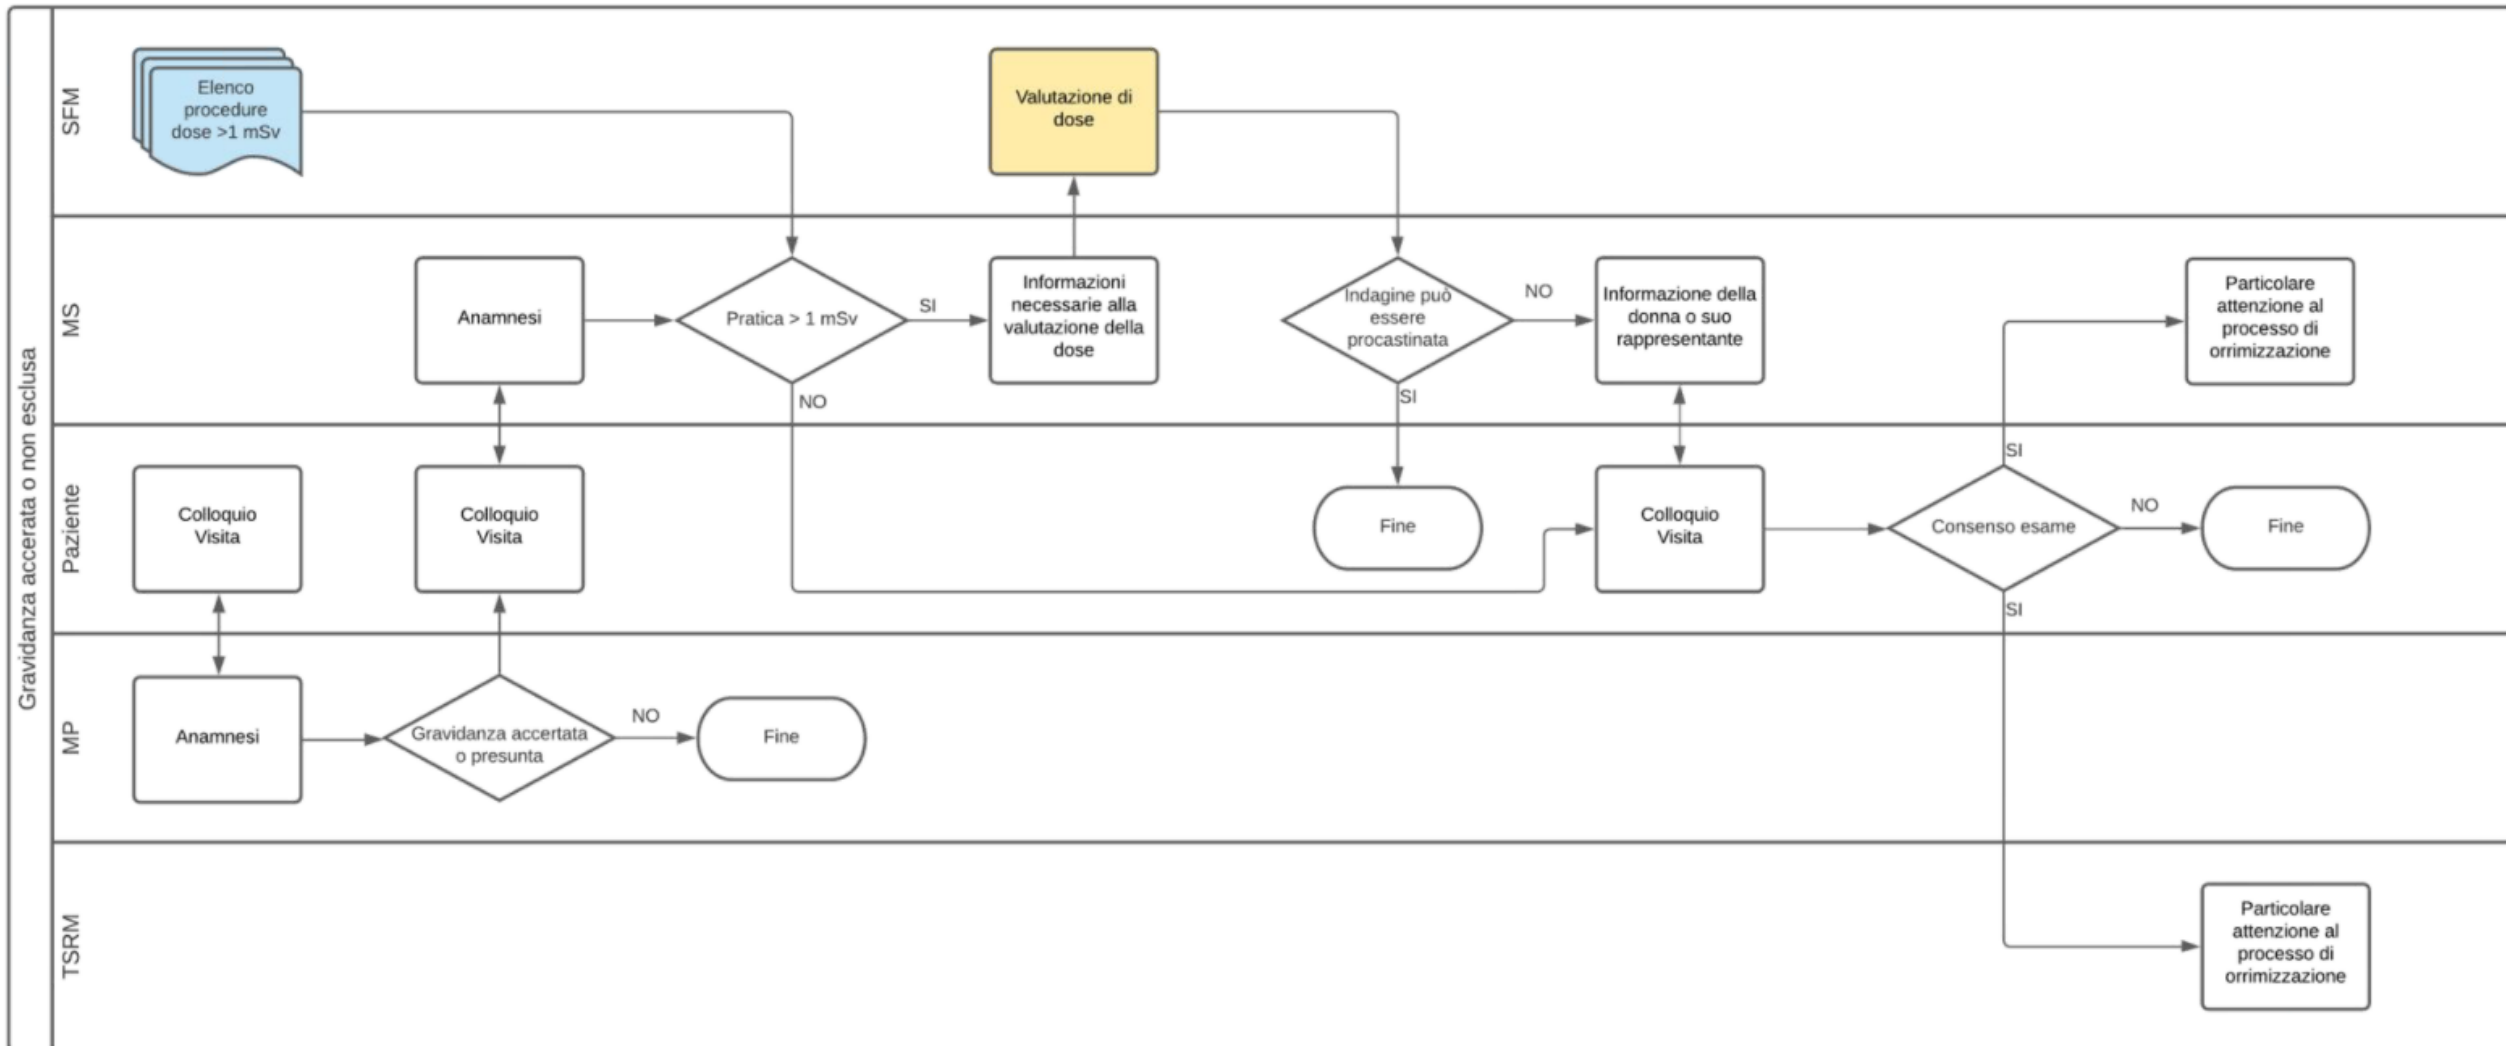 Gravidanza accerata o non esclusa
SFM
Elenco
procedure
dose >1 mSv
Valutazione di
dose
MS
Anamnesi
Pratica > 1 mSv
SI
NO
Informazioni
necessarie alla
valutazione della
dose
Indagine può
essere
procastinata
NO
SI
Informazione della
donna o suo
rappresentante
Particolare
attenzione al
processo di
orrimizzazione
Paziente
Colloquio
Visita
Colloquio
Visita
Fine
Colloquio
Visita
SI
Consenso esame
NO
SI
Fine
MP
Anamnesi
Gravidanza accertata
o presunta
NO
Fine
TSRM
Particolare
attenzione al
processo di
orrimizzazione